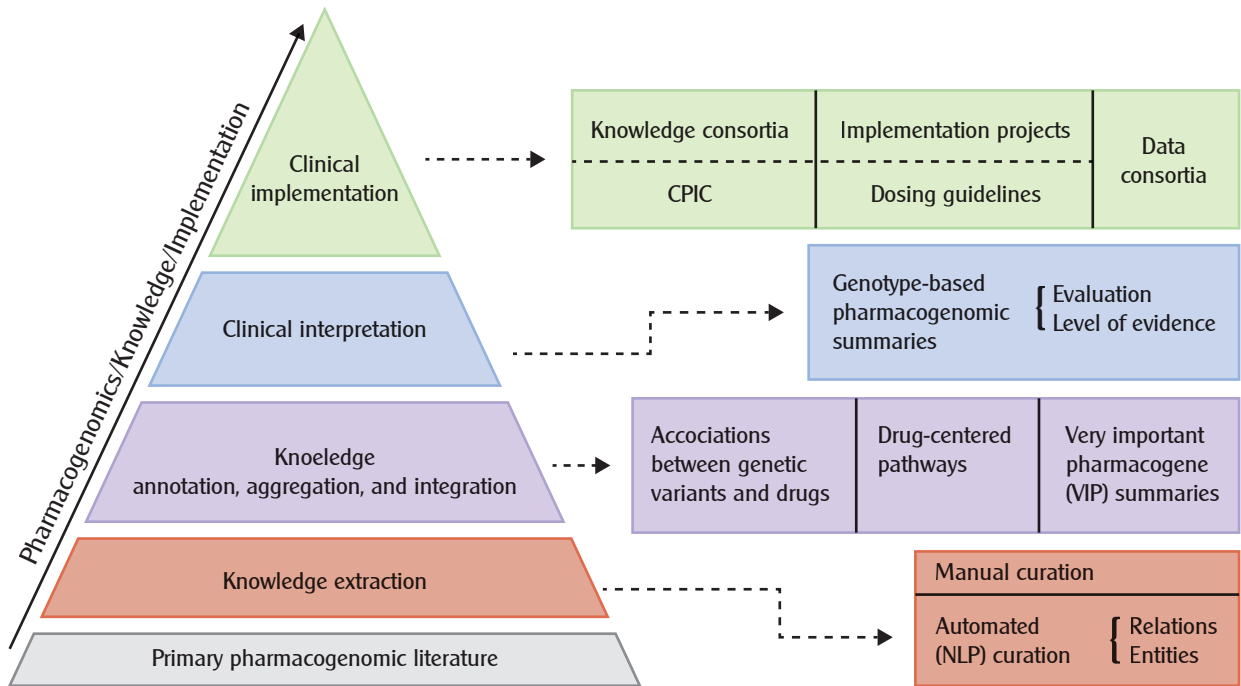 Pharmacogenomics/Knowledge/Implementation
Clinical
implementation
Knowledge consortia
CPIC
Implementation projects
Dosing guidelines
Data
consortia
Clinical interpretation
Genotype-based
pharmacogenomic
summaries
{ Evaluation
Level of evidence
Knoeledge
annotation, aggregation, and integration
Accociations
between genetic
variants and drugs
Drug-centered
pathways
Very important
pharmacogene
(VIP) summaries
Knowledge extraction
Manual curation
Automated
(NLP) curation
{ Relations
Entities
Primary pharmacogenomic literature